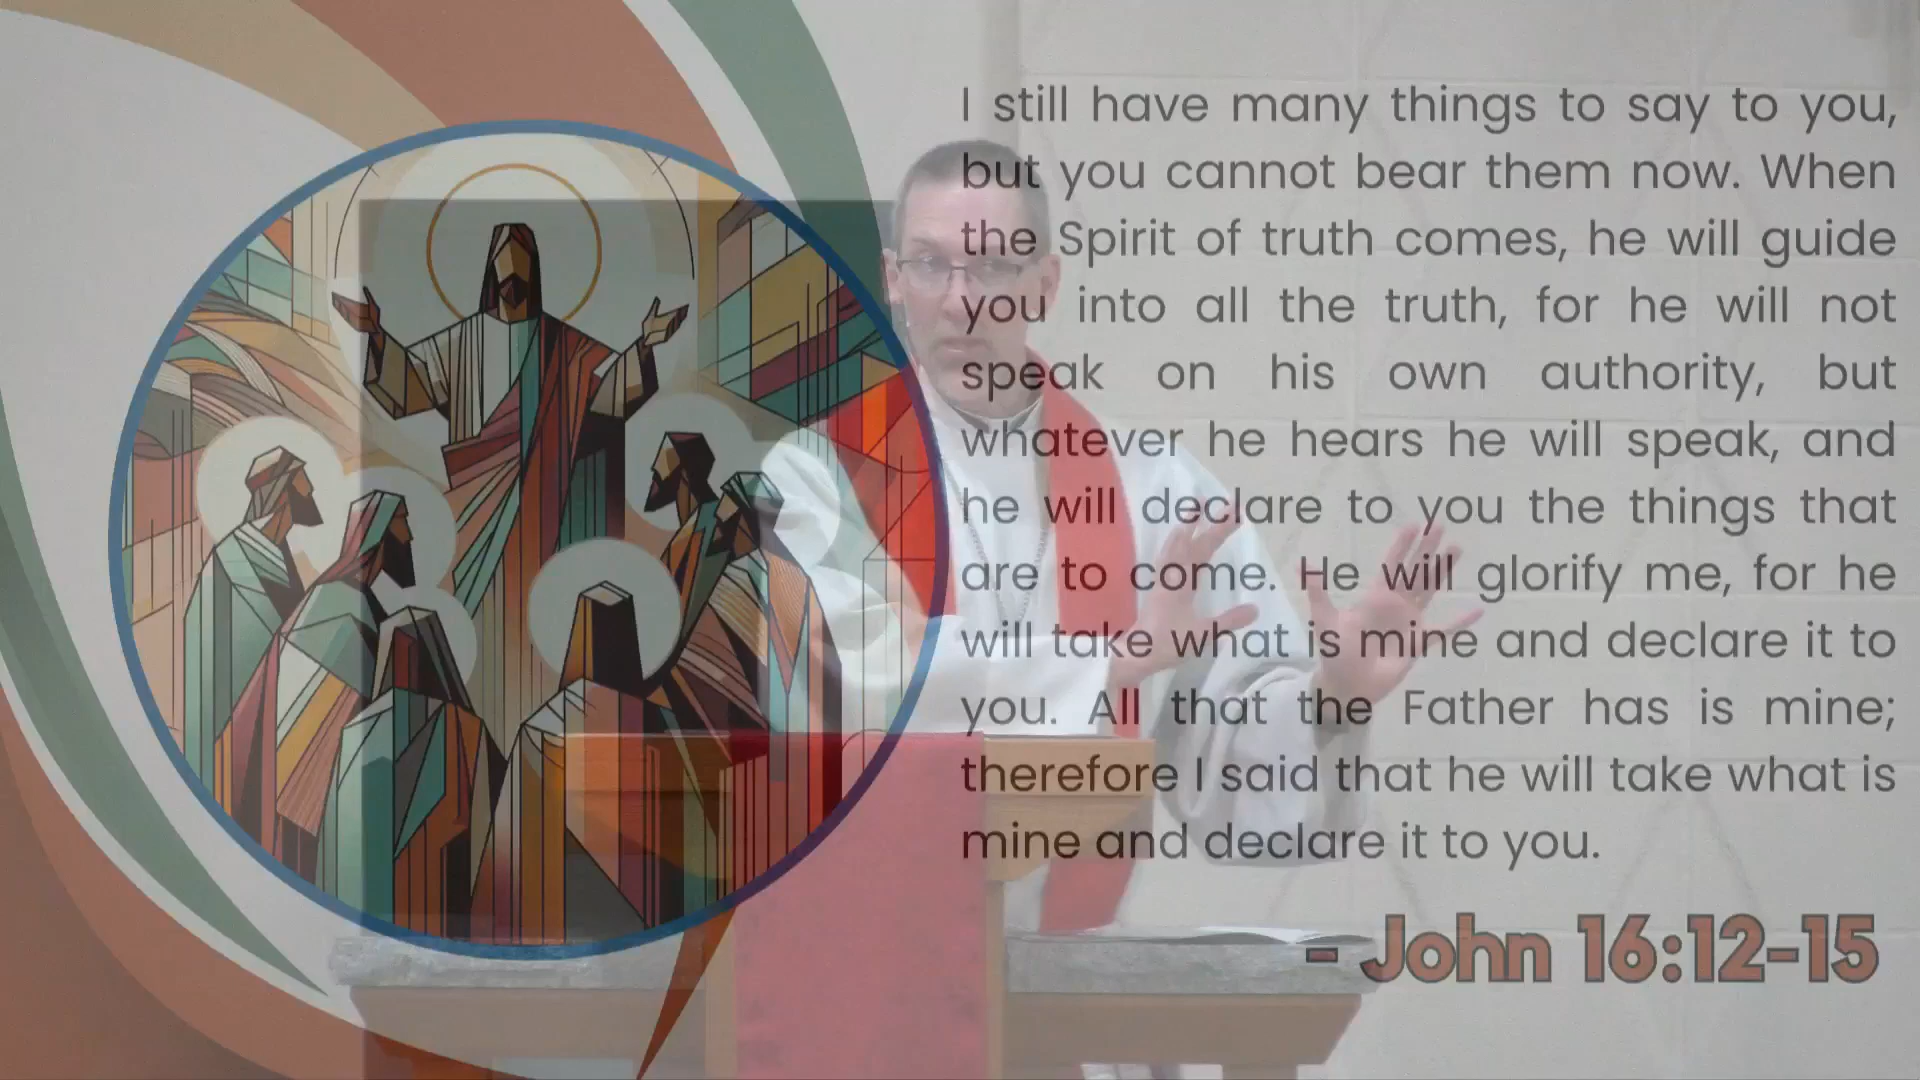 I still have many things to say to you,
but you cannot bear them now. When
the Spirit of truth comes, he will guide
you into all the truth, for he will not
speak on his own authority, but
whatever he hears he will speak, and
he will declare to you the things that
are to come. He will glorify me, for he
will take what is mine and declare it to
you. All that the Father has is mine;
therefore I said that he will take what is
mine and declare it to you.
- John 16:12-15